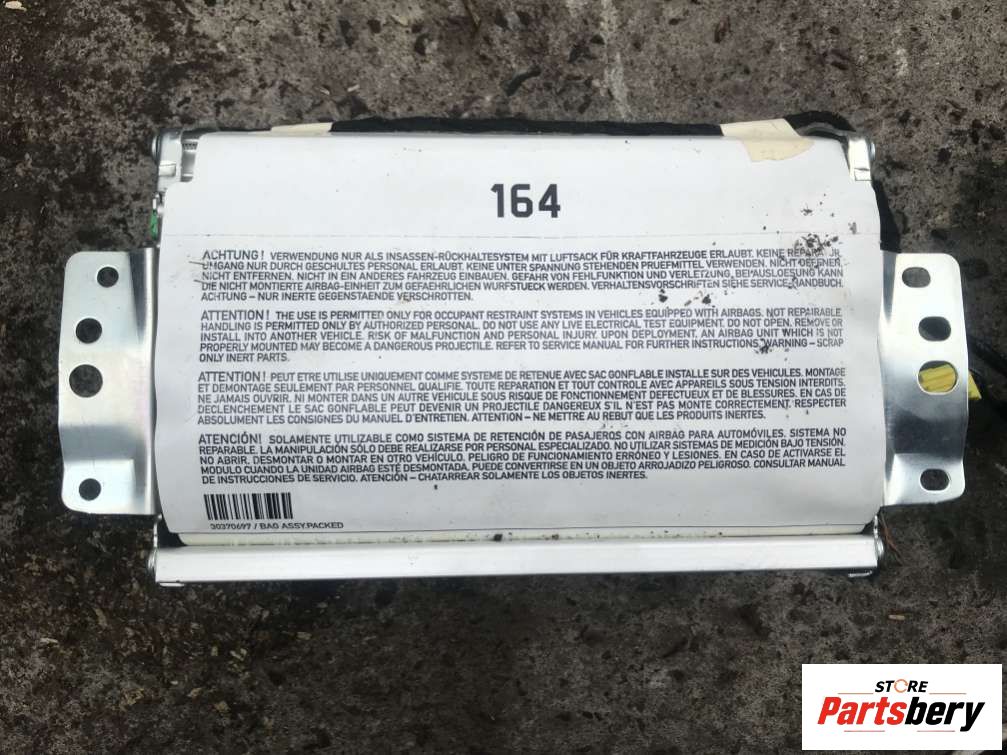 164
ACHTUNG! VERWENDUNG NUR ALS INSASSEN-RÜCKHALTESYSTEM MIT LUFTSACK FÜR KRAFTFAHRZEUGE ERLAUBT. KEINE
UMGANG NUR DURCH GESCHULTES PERSONAL ERLAUBT. KEINE UNTER SPANNUNG STEHENDEN PRUEFMITTEL VERWENDEN. NICHT OEFFNEN.
NICHT ENTFERNEN. NICHT IN EIN ANDERES FAHRZEUG EINBAUEN. GEFAHR VON FEHLFUNKTION UND VERLETZUNG, BEI AUSLOESUNG KANN
DIE NICHT MONTIERTE AIRBAG-EINHEIT ZUM GEFAEHRLICHEN WURFSTUECK WERDEN. VERHALTENSVORSCHRIFTEN SIEHE SERVICE-HANDBUCH.
ACHTUNG – NUR INERTE GEGENSTAENDE VERSCHROTTEN.
ATTENTION! THE USE IS PERMITTED ONLY FOR OCCUPANT RESTRAINT SYSTEMS IN VEHICLES EQUIPPED WITH AIRBAGS. NOT REPAIRABLE.
HANDLING IS PERMITTED ONLY BY AUTHORIZED PERSONAL. DO NOT USE ANY LIVE ELECTRICAL TEST EQUIPMENT. DO NOT OPEN, REMOVE OR
INSTALL INTO ANOTHER VEHICLE. RISK OF MALFUNCTION AND PERSONAL INJURY. UPON DEPLOYMENT, AN AIRBAG UNIT WHICH IS NOT
PROPERLY MOUNTED MAY BECOME A DANGEROUS PROJECTILE. REFER TO SERVICE MANUAL FOR FURTHER INSTRUCTIONS. WARNING – SCRAP
ONLY INERT PARTS.
ATTENTION! PEUT ETRE UTILISE UNIQUEMENT COMME SYSTEME DE RETENUE AVEC SAC GONFLABLE INSTALLE SUR DES VEHICULES. MONTAGE
ET DEMONTAGE SEULEMENT PAR PERSONNEL QUALIFIE. TOUTE REPARATION ET TOUT CONTROLE AVEC APPAREILS SOUS TENSION INTERDITS.
NE JAMAIS OUVRIR, NI MONTER DANS UN AUTRE VEHICULE SOUS RISQUE DE FONCTIONNEMENT DEFECTUEUX ET DE BLESSURES. EN CAS DE
DECLENCHEMENT LE SAC GONFLABLE PEUT DEVENIR UN PROJECTILE DANGEREUX S'IL N'EST PAS MONTE CORRECTEMENT. RESPECTER
ABSOLUMENT LES CONSIGNES DU MANUEL D'ENTRETIEN. ATTENTION – NE METTRE AU REBUT QUE LES PRODUITS INERTES.
ATENCIÓN! SOLAMENTE UTILIZABLE COMO SISTEMA DE RETENCIÓN DE PASAJEROS CON AIRBAG PARA AUTOMÓVILES. SISTEMA NO
REPARABLE. LA MANIPULACIÓN SÓLO DEBE REALIZARSE POR PERSONAL ESPECIALIZADO. NO UTILIZAR SISTEMAS DE MEDICIÓN BAJO TENSIÓN.
NO ABRIR, DESMONTAR O MONTAR EN OTRO VEHÍCULO. PELIGRO DE FUNCIONAMIENTO ERRÓNEO Y LESIONES. EN CASO DE ACTIVARSE EL
MODULO CUANDO LA UNIDAD AIRBAG ESTÉ DESMONTADA, PUEDE CONVERTIRSE EN UN OBJETO ARROJADIZO PELIGROSO. CONSULTAR MANUAL
DE INSTRUCCIONES DE SERVICIO. ATENCIÓN – CHATARREAR SOLAMENTE LOS OBJETOS INERTES.
30370697 / BAG ASSY.PACKED
STORE
Partsbery